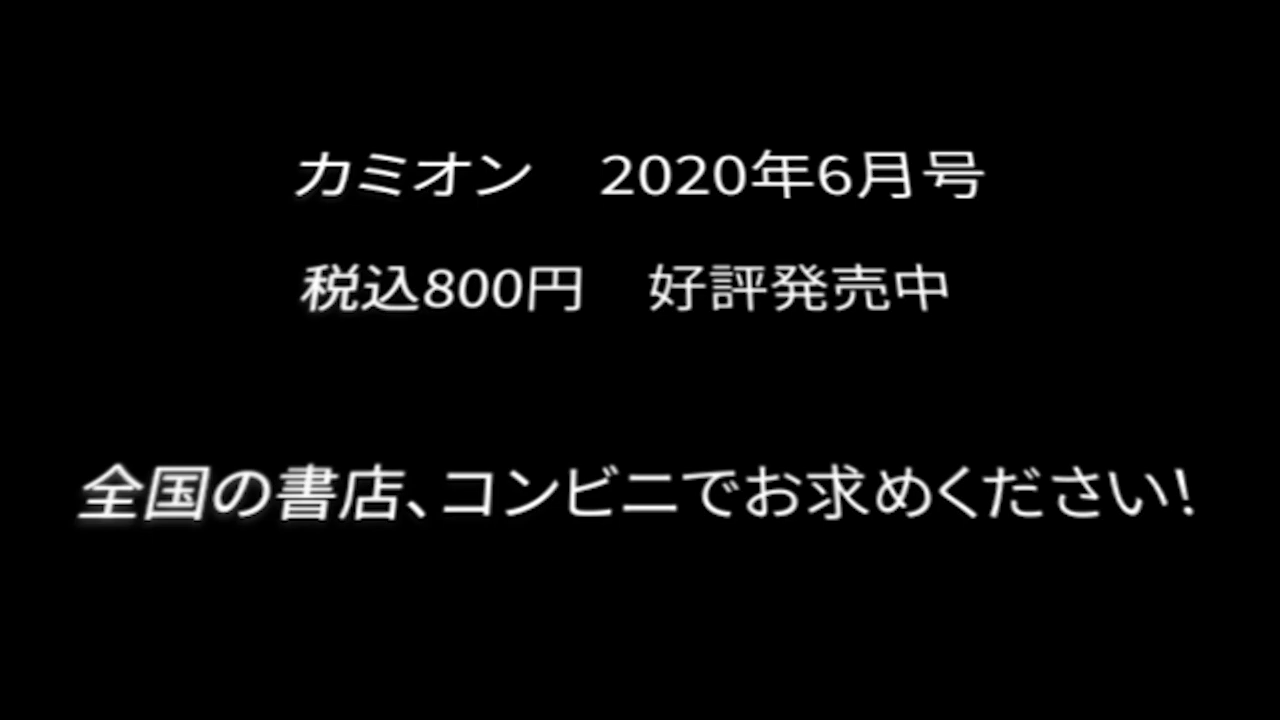 カミオン　2020年6月号
税込800円　好評発売中
全国の書店、コンビニでお求めください！